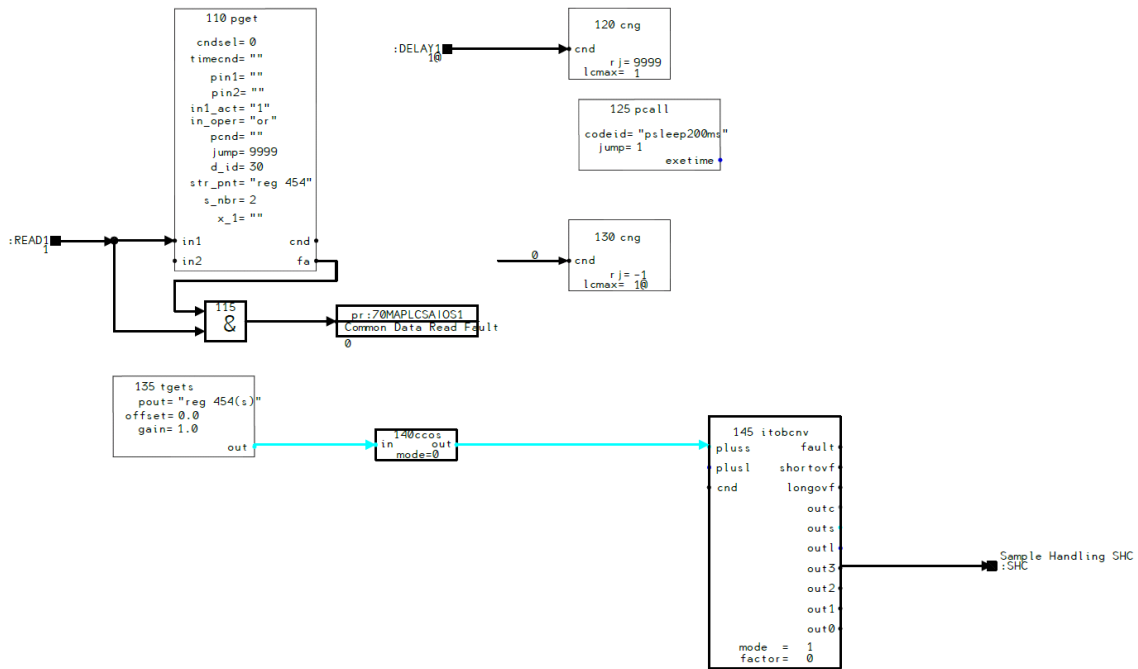 110 pget
cndsel= 0
timecnd= ""
pin1= ""
pin2= ""
in1_act= "1"
in_oper= "or"
pcnd= ""
jump= 9999
d_id= 30
str_pnt= "reg 454"
s_nbr= 2
x_1= ""
in1
cnd
in2
fa
:READ1
1
:DELAY1
1@
120 cng
cnd
rj= 9999
lcmax= 1
125 pcall
codeid= "psleep200ms"
jump= 1
exetime
0
130 cng
cnd
rj= -1
lcmax= 1@
115
&
pr:70MAPLCSAIOS1
Common Data Read Fault
0
135 tgets
pout= "reg 454(s)"
offset= 0.0
gain= 1.0
out
140ccos
in out
mode=0
145 itobcnv
pluss fault
plusl shortovf
cnd longovf
outc
outs
outl
out3
out2
out1
out0
mode = 1
factor= 0
Sample Handling SHC
:SHC